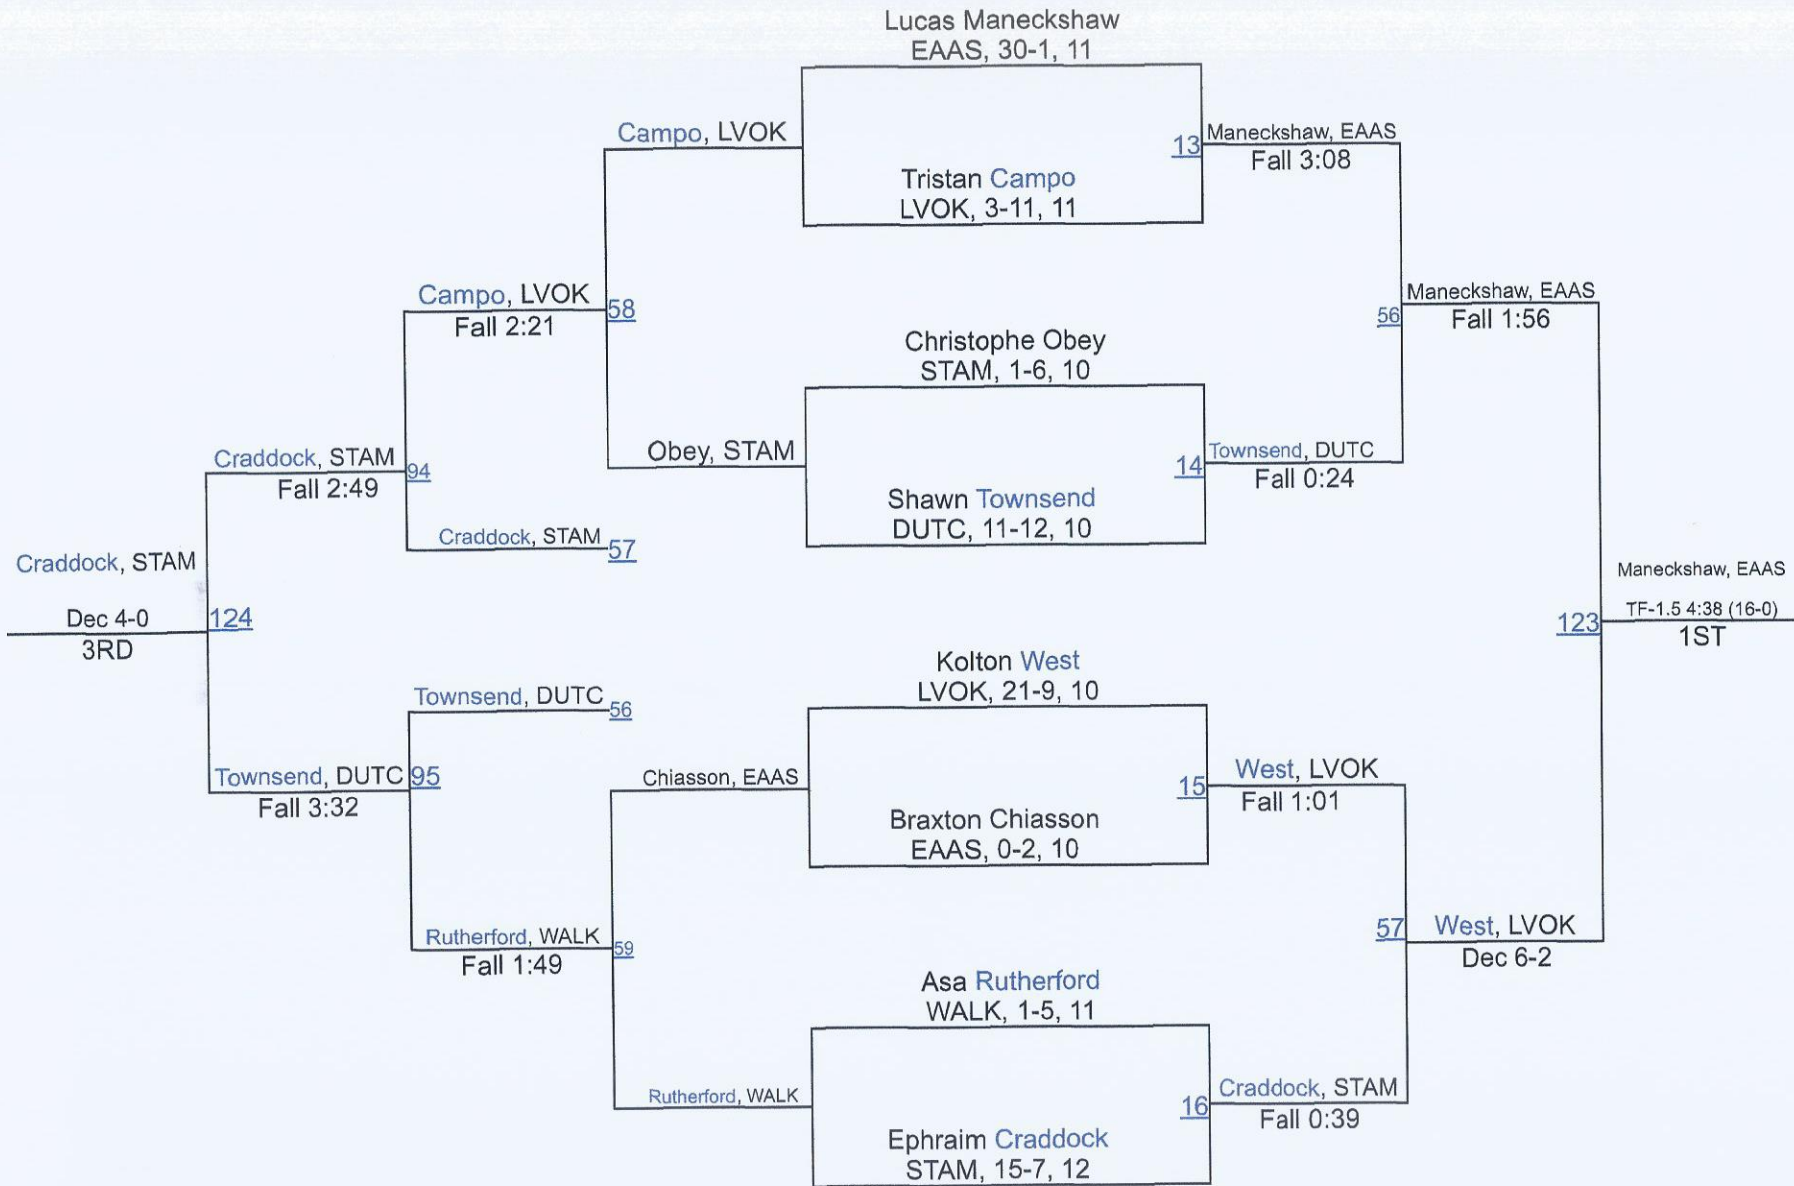 Lucas Maneckshaw
EAAS, 30-1, 11
Campo, LVOK
13
Maneckshaw, EAAS
Fall 3:08
Tristan Campo
LVOK, 3-11, 11
Campo, LVOK
Fall 2:21
58
Maneckshaw, EAAS
56
Fall 1:56
Christophe Obey
STAM, 1-6, 10
Craddock, STAM
Fall 2:49
94
Obey, STAM
14
Townsend, DUTC
Fall 0:24
Shawn Townsend
DUTC, 11-12, 10
Craddock, STAM
57
Craddock, STAM
Dec 4-0
3RD
124
Maneckshaw, EAAS
123
TF-1.5 4:38 (16-0)
1ST
Kolton West
LVOK, 21-9, 10
Townsend, DUTC
56
Townsend, DUTC
Fall 3:32
95
Chiasson, EAAS
15
West, LVOK
Fall 1:01
Braxton Chiasson
EAAS, 0-2, 10
Rutherford, WALK
Fall 1:49
59
57
West, LVOK
Dec 6-2
Asa Rutherford
WALK, 1-5, 11
Rutherford, WALK
16
Craddock, STAM
Fall 0:39
Ephraim Craddock
STAM, 15-7, 12